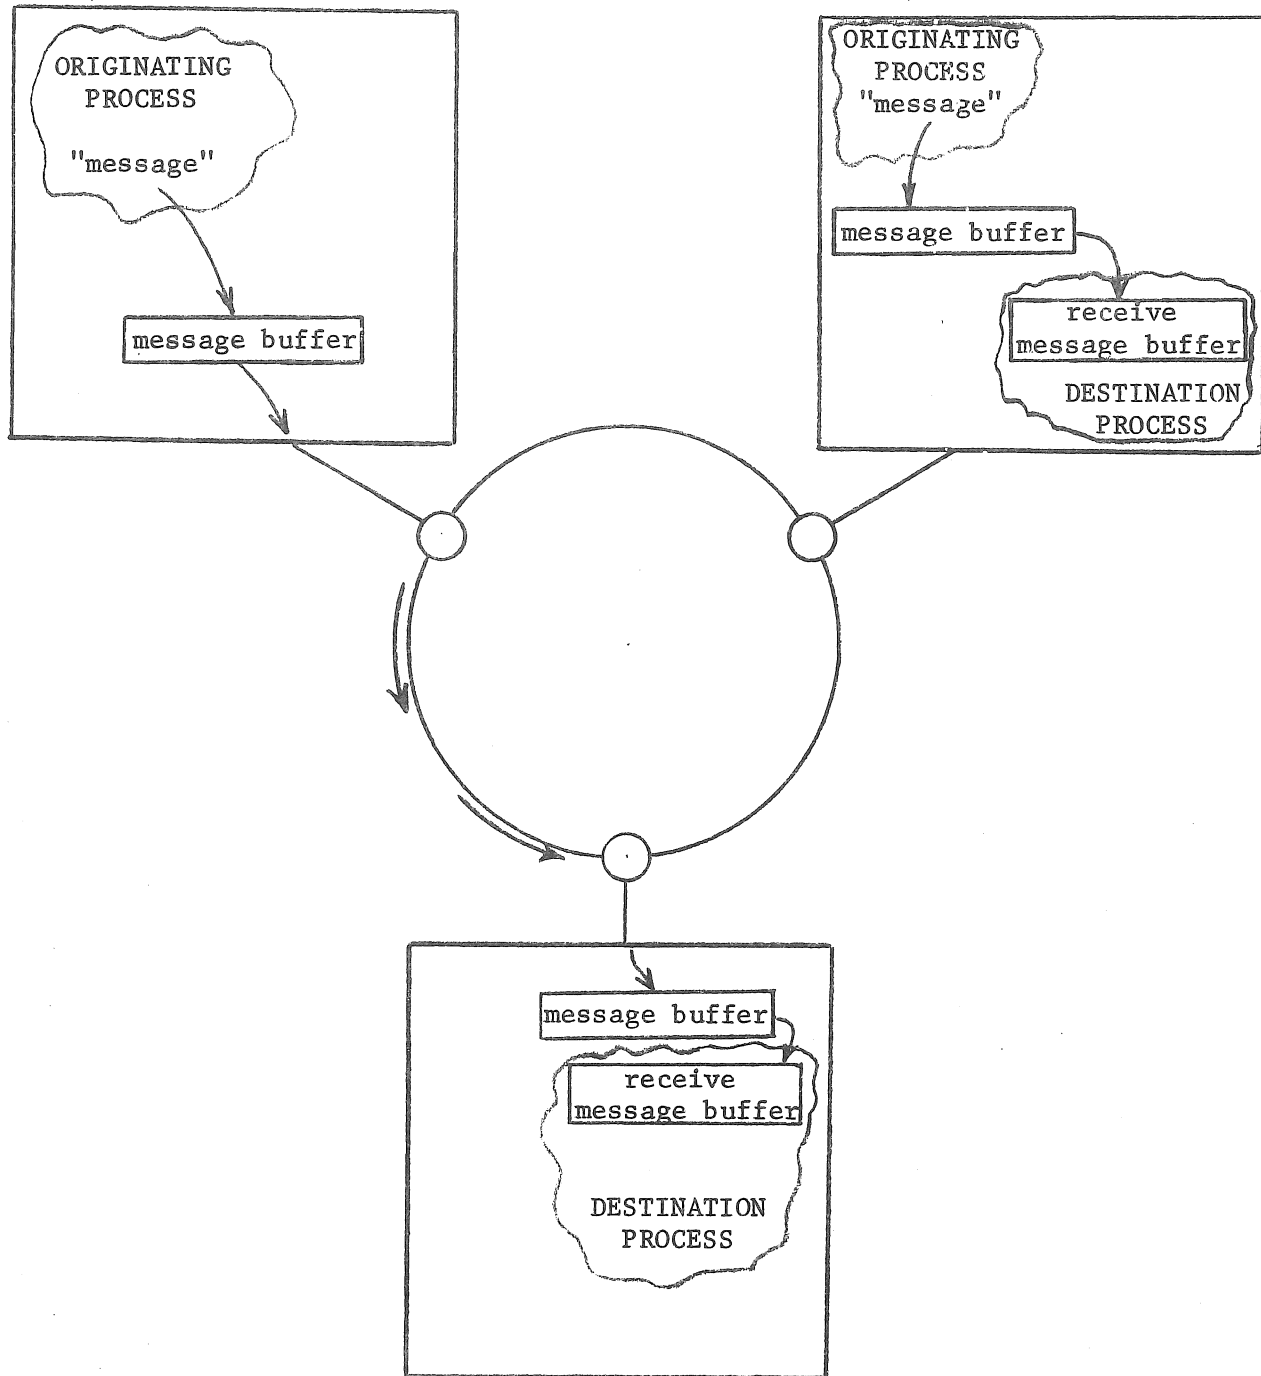 ORIGINATING
PROCESS
"message"
message buffer
ORIGINATING
PROCESS
"message"
message buffer
receive
message buffer
DESTINATION
PROCESS
message buffer
receive
message buffer
DESTINATION
PROCESS